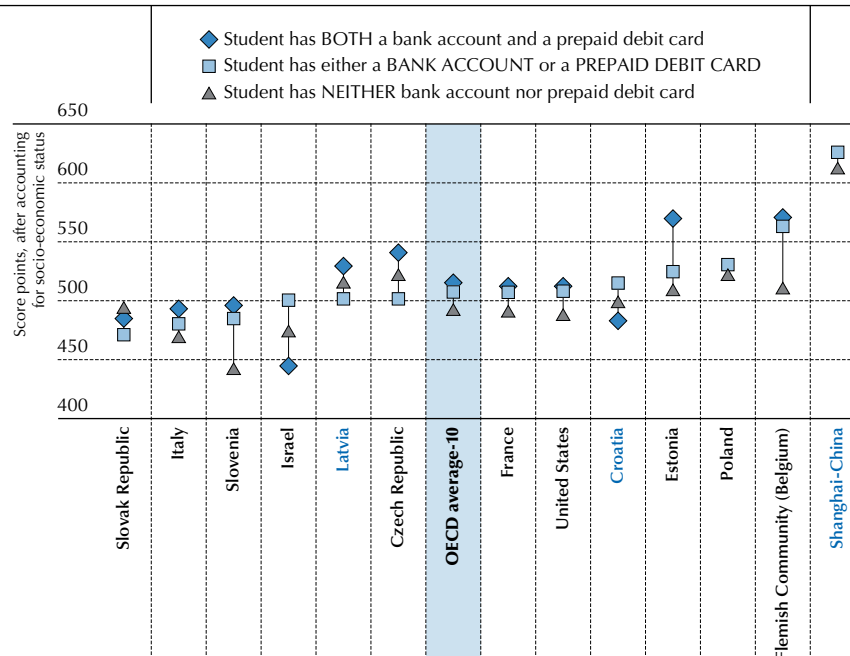 Student has BOTH a bank account and a prepaid debit card
Student has either a BANK ACCOUNT or a PREPAID DEBIT CARD
Student has NEITHER bank account nor prepaid debit card
Score points, after accounting
for socio-economic status
650
600
550
500
450
400
Slovak Republic
Italy
Slovenia
Israel
Latvia
Czech Republic
OECD average-10
France
United States
Croatia
Estonia
Poland
Flemish Community (Belgium)
Shanghai-China